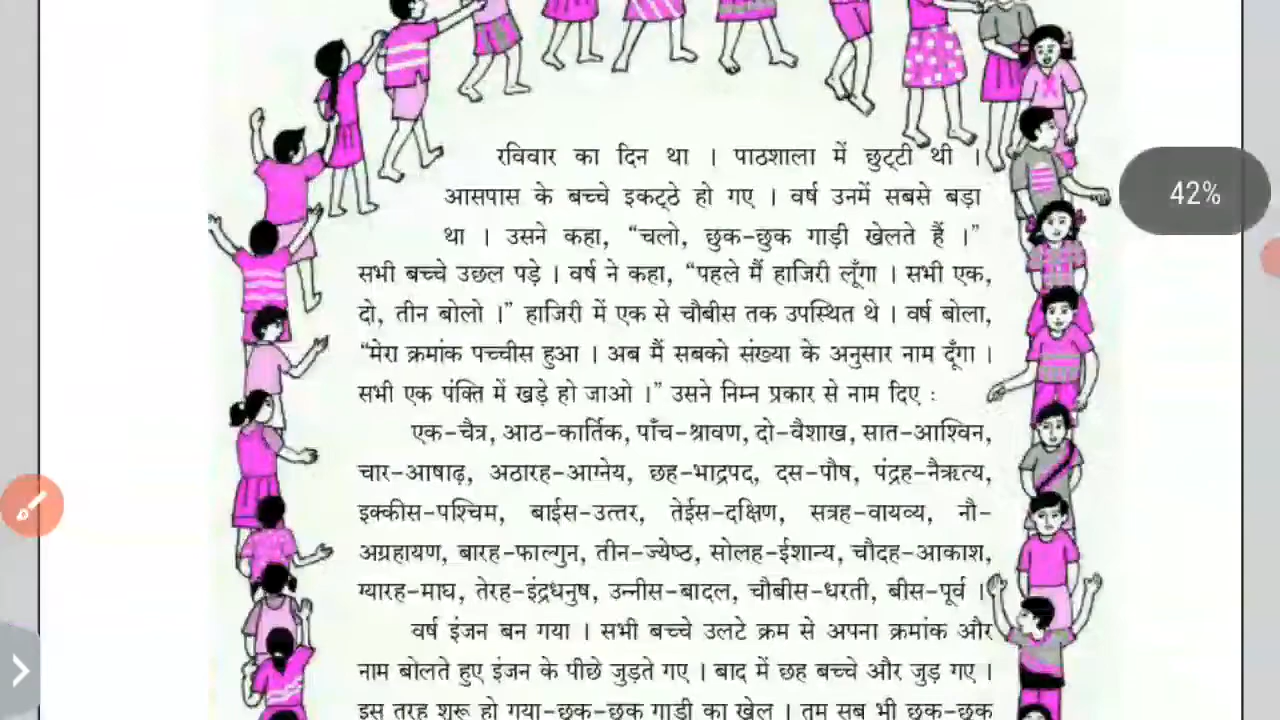 रविवार का दिन था । पाठशाला में छुट्टी थी ।
आसपास के बच्चे इकट्ठे हो गए । वर्ष उनमें सबसे बड़ा
था । उसने कहा, “चलो, छुक-छुक गाड़ी खेलते हैं ।”
सभी बच्चे उछल पड़े । वर्ष ने कहा, “पहले मैं हाजिरी लूँगा । सभी एक,
दो, तीन बोलो ।” हाजिरी में एक से चौबीस तक उपस्थित थे । वर्ष बोला,
“मेरा क्रमांक पच्चीस हुआ । अब मैं सबको संख्या के अनुसार नाम दूँगा ।
सभी एक पंक्ति में खड़े हो जाओ ।” उसने निम्न प्रकार से नाम दिए :
एक-चैत्र, आठ-कार्तिक, पाँच-श्रावण, दो-बैशाख, सात-आश्विन,
चार-आषाढ़, अठारह-आग्नेय, छह-भाद्रपद, दस-पौष, पंद्रह-नैऋत्य,
इक्कीस-पश्चिम, बाईस-उत्तर, तेईस-दक्षिण, सत्रह-वायव्य, नौ-
अग्रहायण, बारह-फाल्गुन, तीन-ज्येष्ठ, सोलह-ईशान्य, चौदह-आकाश,
ग्यारह-माघ, तेरह-इंद्रधनुष, उन्नीस-बादल, चौबीस-धरती, बीस-पूर्व ।
वर्ष इंजन बन गया । सभी बच्चे उलटे क्रम से अपना क्रमांक और
नाम बोलते हुए इंजन के पीछे जुड़ते गए । बाद में छह बच्चे और जुड़ गए ।
इस तरह शुरू हो गया-छुक-छुक गाड़ी का खेल । तुम सब भी छुक-छुक
42%